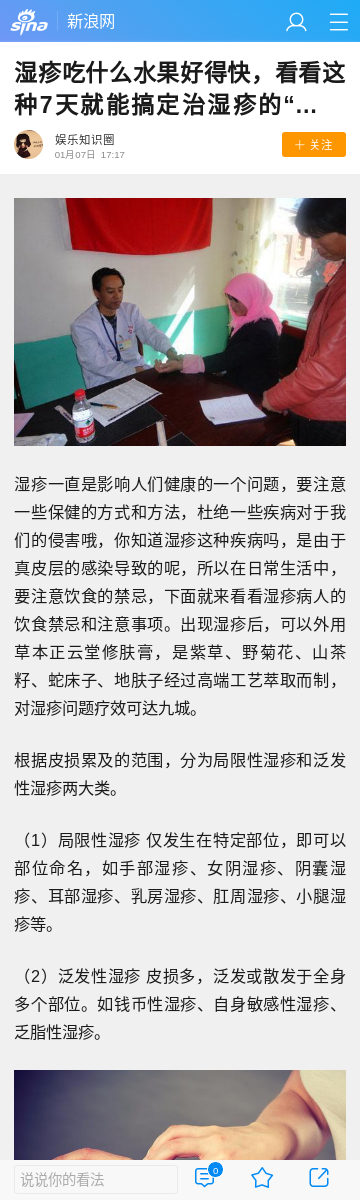 sina 新浪网
湿疹吃什么水果好得快，看看这
种7天就能搞定治湿疹的“...
娱乐知识圈
01月07日 17:17
关注
湿疹一直是影响人们健康的一个问题，要注意
一些保健的方式和方法，杜绝一些疾病对于我
们的侵害哦，你知道湿疹这种疾病吗，是由于
真皮层的感染导致的呢，所以在日常生活中，
要注意饮食的禁忌，下面就来看看湿疹病人的
饮食禁忌和注意事项。出现湿疹后，可以外用
草本正云堂修肤膏，是紫草、野菊花、山茶
籽、蛇床子、地肤子经过高端工艺萃取而制，
对湿疹问题疗效可达九城。
根据皮损累及的范围，分为局限性湿疹和泛发
性湿疹两大类。
（1）局限性湿疹 仅发生在特定部位，即可以
部位命名，如手部湿疹、女阴湿疹、阴囊湿
疹、耳部湿疹、乳房湿疹、肛周湿疹、小腿湿
疹等。
（2）泛发性湿疹 皮损多，泛发或散发于全身
多个部位。如钱币性湿疹、自身敏感性湿疹、
乏脂性湿疹。
说说你的看法
0